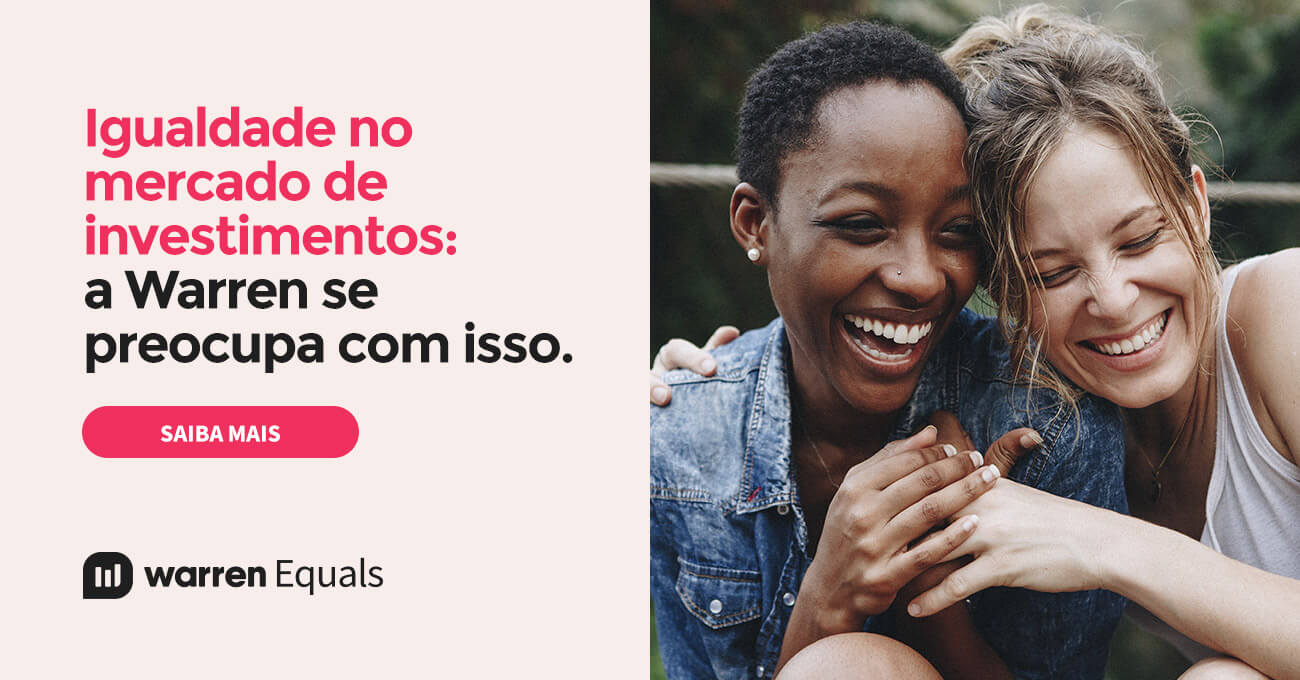 Igualdade no
mercado de
investimentos:
a Warren se
preocupa com isso.
SAIBA MAIS
warren Equals